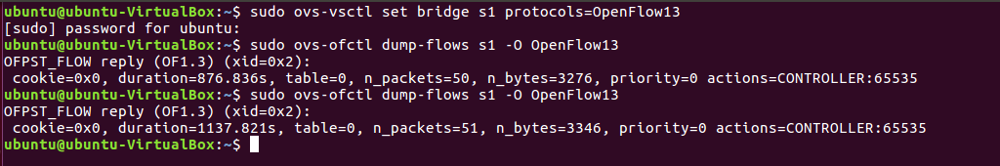 ubuntu@ubuntu-VirtualBox:~$ sudo ovs-vsctl set bridge s1 protocols=OpenFlow13
[sudo] password for ubuntu:
ubuntu@ubuntu-VirtualBox:~$ sudo ovs-ofctl dump-flows s1 -O OpenFlow13
OFPST_FLOW reply (OF1.3) (xid=0x2):
 cookie=0x0, duration=876.836s, table=0, n_packets=50, n_bytes=3276, priority=0 actions=CONTROLLER:65535
ubuntu@ubuntu-VirtualBox:~$ sudo ovs-ofctl dump-flows s1 -O OpenFlow13
OFPST_FLOW reply (OF1.3) (xid=0x2):
 cookie=0x0, duration=1137.821s, table=0, n_packets=51, n_bytes=3346, priority=0 actions=CONTROLLER:65535
ubuntu@ubuntu-VirtualBox:~$